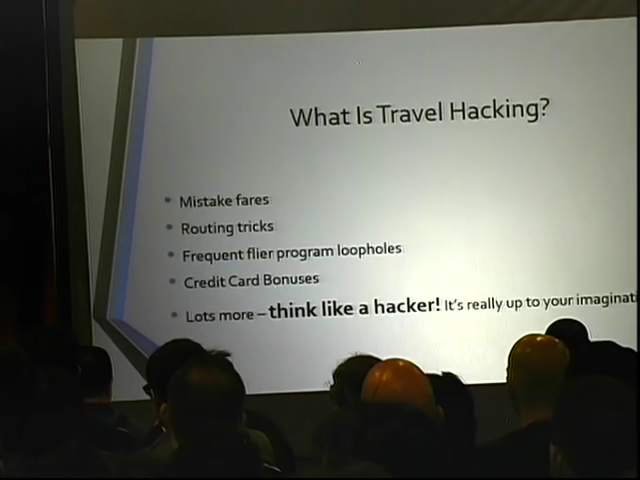 What Is Travel Hacking?
Mistake fares
Routing tricks
Frequent flier program loopholes
Credit Card Bonuses
Lots more – think like a hacker! It's really up to your imaginati